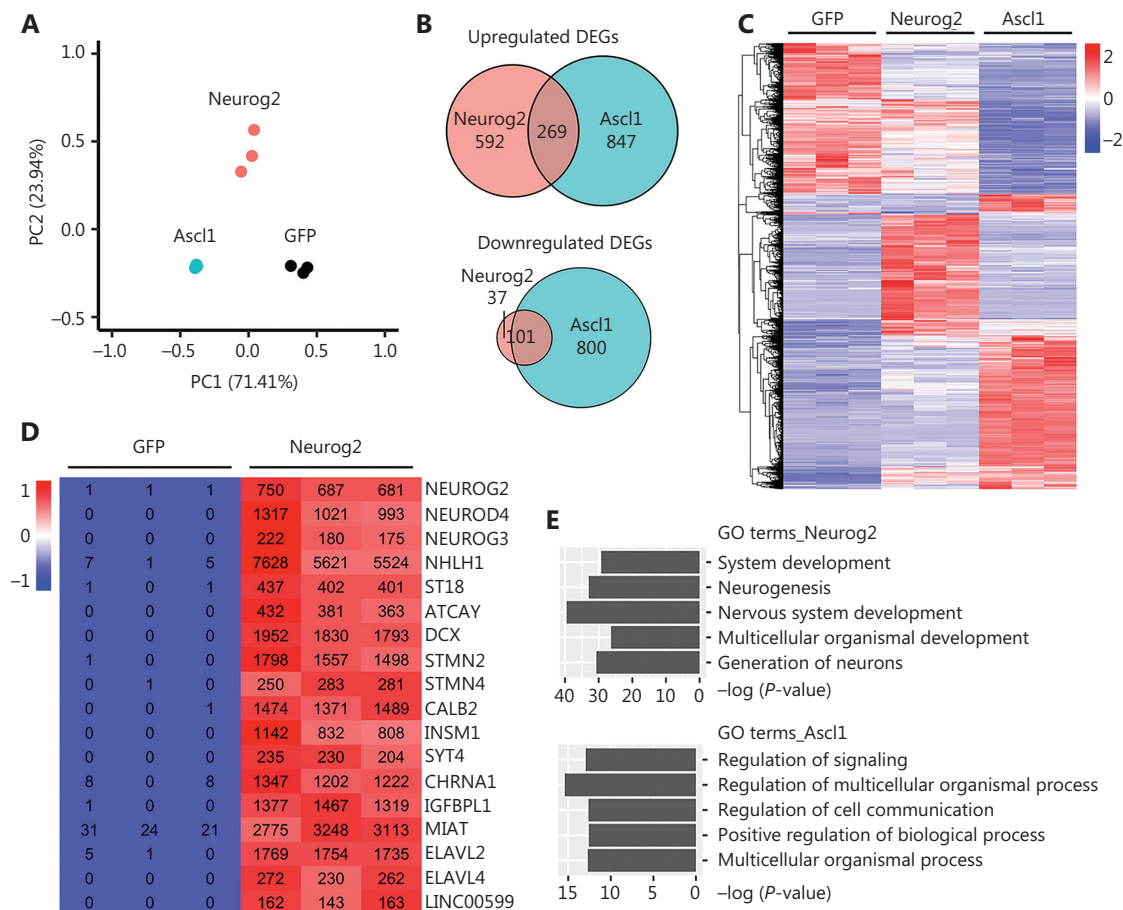 A
1.0
0.5
0.0
−0.5
PC2 (23.94%)
Neurog2
Ascl1
GFP
−1.0 −0.5 0.0 0.5 1.0
PC1 (71.41%)
B
Upregulated DEGs
Neurog2
592
269
Ascl1
847
Downregulated DEGs
Neurog2
37
101
Ascl1
800
C
GFP Neurog2 Ascl1
2
1
0
−1
−2
D
GFP Neurog2
1
0
−1
1 1 1 750 687 681 NEUROG2
0 0 0 1317 1021 993 NEUROD4
0 0 0 222 180 175 NEUROG3
7 1 5 7628 5621 5524 NHLH1
1 0 1 437 402 401 ST18
0 0 0 432 381 363 ATCAY
0 0 0 1952 1830 1793 DCX
1 0 0 1798 1557 1498 STMN2
0 1 0 250 283 281 STMN4
0 0 1 1474 1371 1489 CALB2
0 0 0 1142 832 808 INSM1
0 0 0 235 230 204 SYT4
8 0 8 1347 1202 1222 CHRNA1
1 0 0 1377 1467 1319 IGFBPL1
31 24 21 2775 3248 3113 MIAT
5 1 0 1769 1754 1735 ELAVL2
0 0 0 272 230 262 ELAVL4
0 0 0 162 143 163 LINC00599
E
GO terms_Neurog2
System development
Neurogenesis
Nervous system development
Multicellular organismal development
Generation of neurons
40 30 20 10 0 −log (P-value)
GO terms_Ascl1
Regulation of signaling
Regulation of multicellular organismal process
Regulation of cell communication
Positive regulation of biological process
Multicellular organismal process
15 10 5 0 −log (P-value)